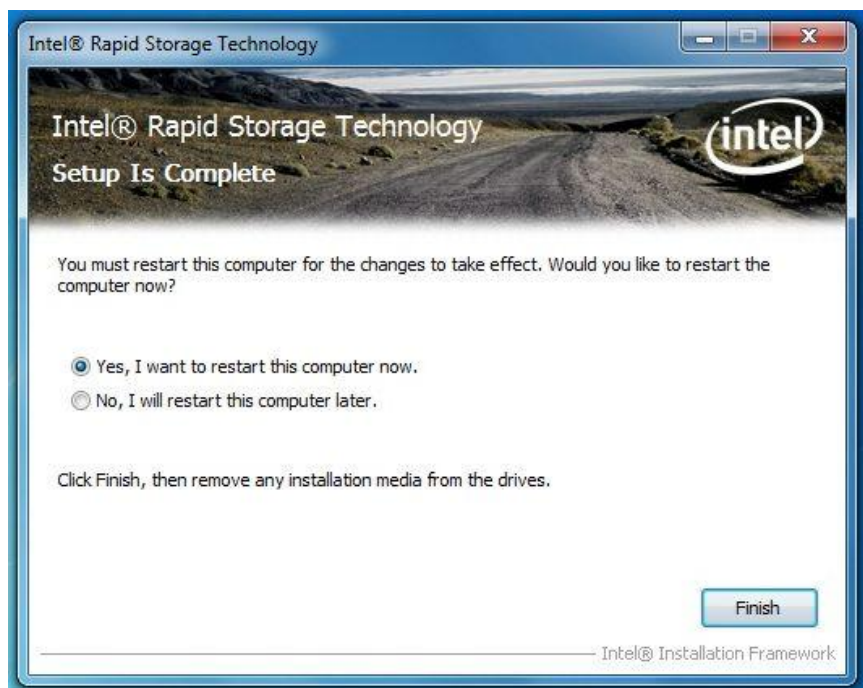 Intel® Rapid Storage Technology
Intel® Rapid Storage Technology
intel
Setup Is Complete
You must restart this computer for the changes to take effect. Would you like to restart the
computer now?
Yes, I want to restart this computer now.
No, I will restart this computer later.
Click Finish, then remove any installation media from the drives.
Finish
Intel® Installation Framework